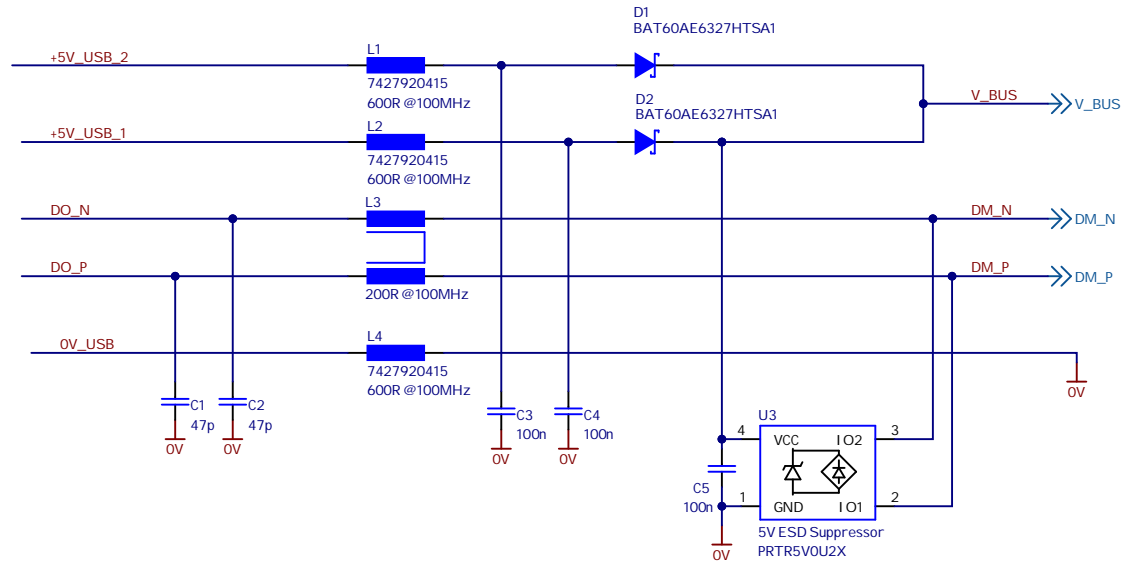 D1
BAT60AE6327HTSA1
+5V_USB_2
L1
7427920415
600R @100MHz
V_BUS
V_BUS
D2
BAT60AE6327HTSA1
+5V_USB_1
L2
7427920415
600R @100MHz
DO_N
L3
DM_N
DM_N
DO_P
200R @100MHz
DM_P
DM_P
0V_USB
L4
7427920415
600R @100MHz
0V
C1
47p
0V
C2
47p
0V
C3
100n
0V
C4
100n
0V
U3
4
VCC
IO2
3
C5
100n
1
GND
IO1
2
0V
5V ESD Suppressor
PRTR5V0U2X